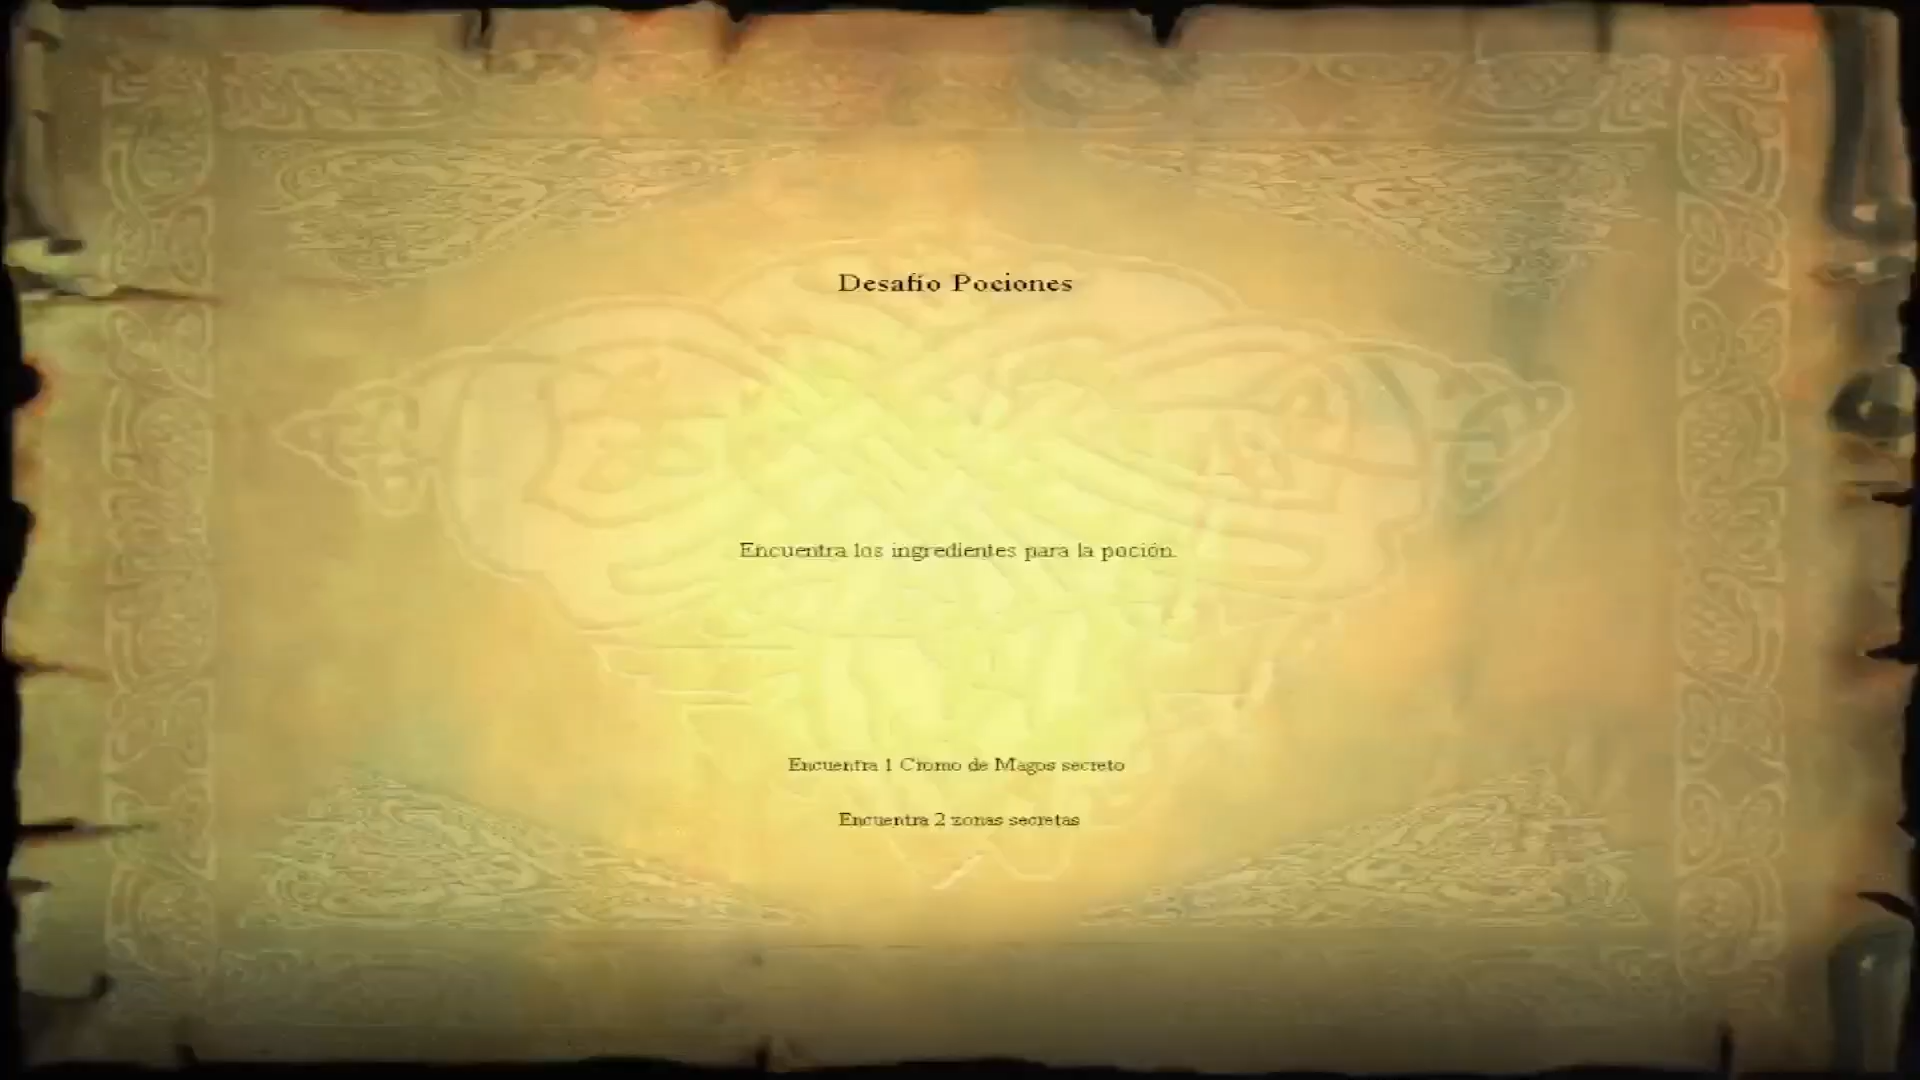 Desafío Pociones
Encuentra los ingredientes para la poción.
Encuentra 1 Cromo de Magos secreto
Encuentra 2 zonas secretas